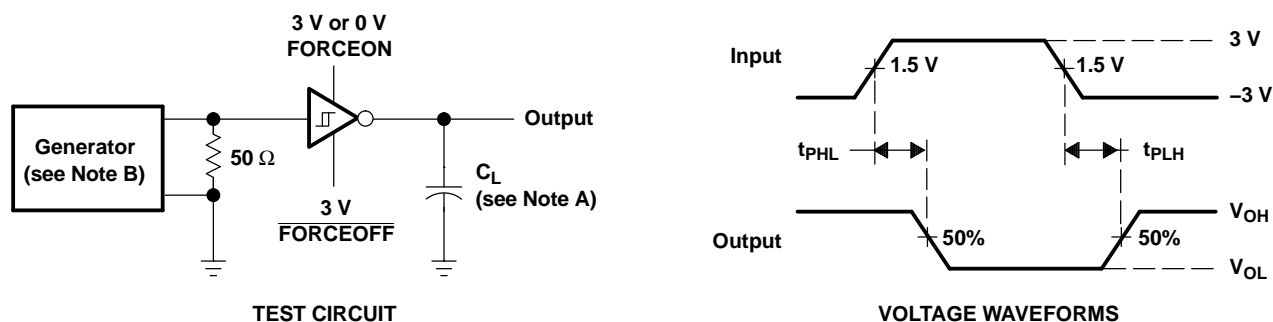 3 V or 0 V
FORCEON
Generator
(see Note B)
50 Ω
Output
C_L
(see Note A)
3 V
FORCEOFF
TEST CIRCUIT
Input
1.5 V
1.5 V
3 V
–3 V
t_PHL
t_PLH
Output
50%
50%
V_OH
V_OL
VOLTAGE WAVEFORMS